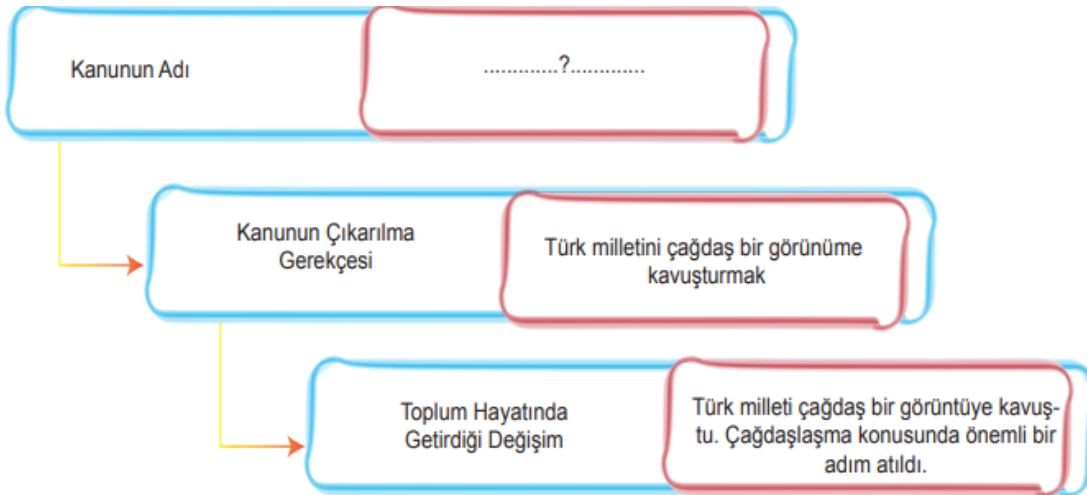 Kanunun Adı
.............?.............
Kanunun Çıkarılma
Gerekçesi
Türk milletini çağdaş bir görünüme
kavuşturmak
Toplum Hayatında
Getirdiği Değişim
Türk milleti çağdaş bir görüntüye kavuş-
tu. Çağdaşlaşma konusunda önemli bir
adım atıldı.